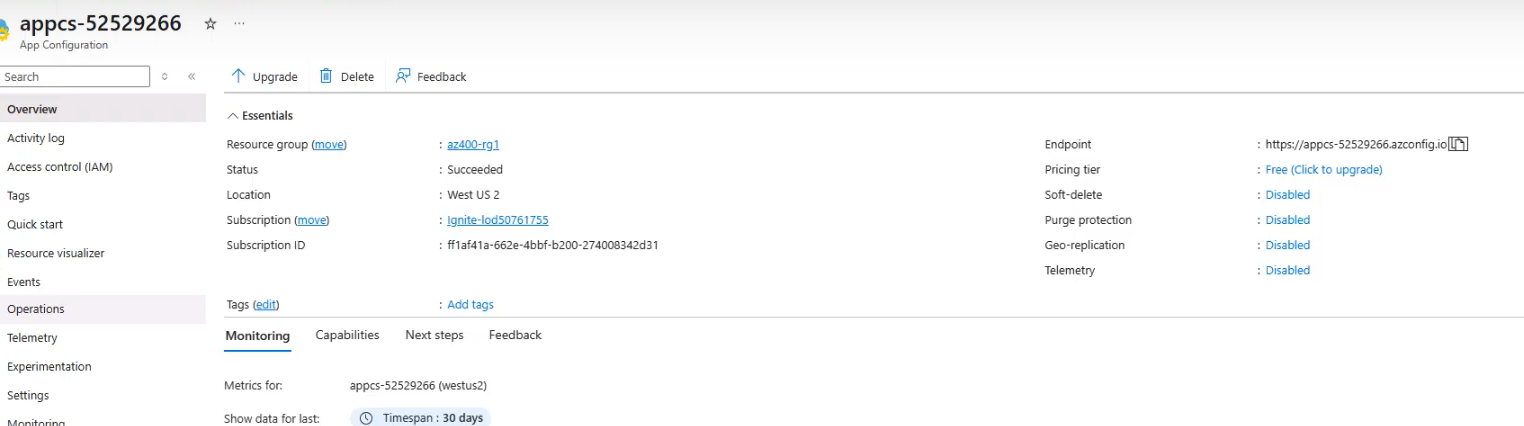 appcs-52529266 ☆ ...
App Configuration
Search
Upgrade Delete Feedback
Overview
Activity log
Access control (IAM)
Tags
Quick start
Resource visualizer
Events
Operations
Telemetry
Experimentation
Settings
Monitoring
Essentials
Resource group (move) : az400-rg1
Status : Succeeded
Location : West US 2
Subscription (move) : Ignite-lod50761755
Subscription ID : ff1af41a-662e-4bbf-b200-274008342d31
Endpoint : https://appcs-52529266.azconfig.io
Pricing tier : Free (Click to upgrade)
Soft-delete : Disabled
Purge protection : Disabled
Geo-replication : Disabled
Telemetry : Disabled
Tags (edit) : Add tags
Monitoring Capabilities Next steps Feedback
Metrics for: appcs-52529266 (westus2)
Show data for last: Timespan : 30 days